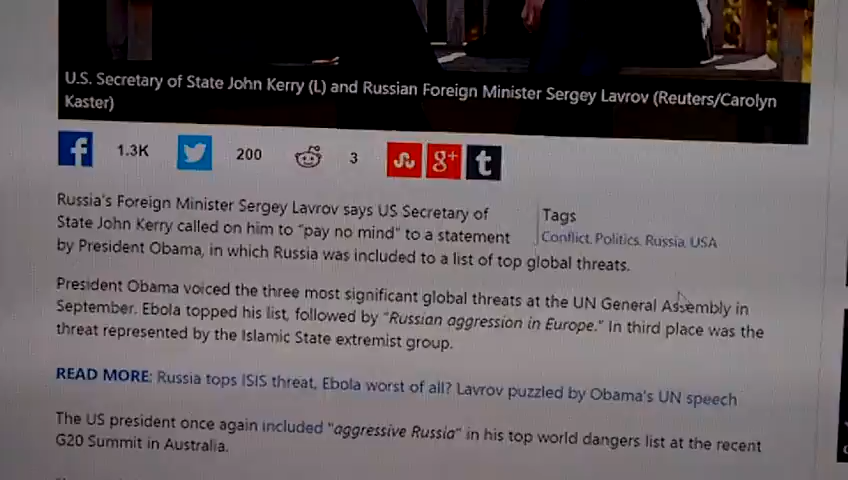 U.S. Secretary of State John Kerry (L) and Russian Foreign Minister Sergey Lavrov (Reuters/Carolyn
Kaster)
f 1.3K 200 3 g+ t
Russia's Foreign Minister Sergey Lavrov says US Secretary of
State John Kerry called on him to "pay no mind" to a statement
by President Obama, in which Russia was included to a list of top global threats.
Tags
Conflict, Politics, Russia, USA
President Obama voiced the three most significant global threats at the UN General Assembly in
September. Ebola topped his list, followed by "Russian aggression in Europe." In third place was the
threat represented by the Islamic State extremist group.
READ MORE: Russia tops ISIS threat, Ebola worst of all? Lavrov puzzled by Obama's UN speech
The US president once again included "aggressive Russia" in his top world dangers list at the recent
G20 Summit in Australia.